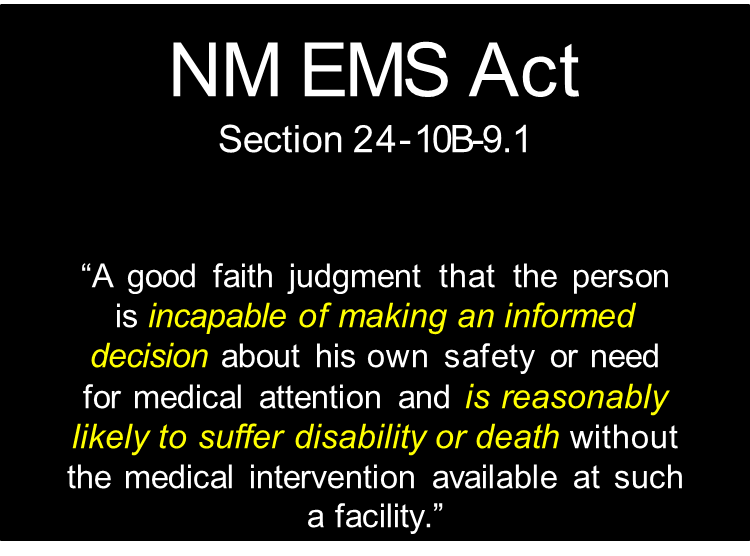 NM EMS Act
Section 24-10B-9.1
“A good faith judgment that the person
is incapable of making an informed
decision about his own safety or need
for medical attention and is reasonably
likely to suffer disability or death without
the medical intervention available at such
a facility.”